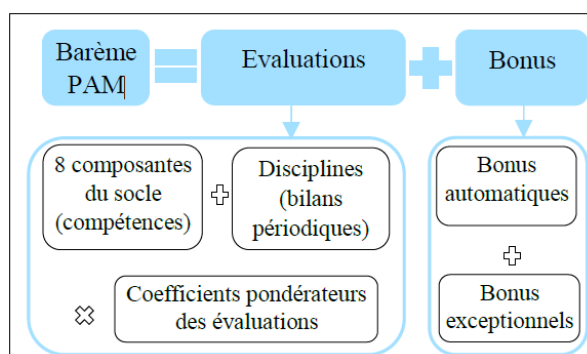 Barème
PAM
Evaluations
Bonus
8 composantes
du socle
(compétences)
Disciplines
(bilans
périodiques)
Coefficients pondérateurs
des évaluations
Bonus
automatiques
Bonus
exceptionnels